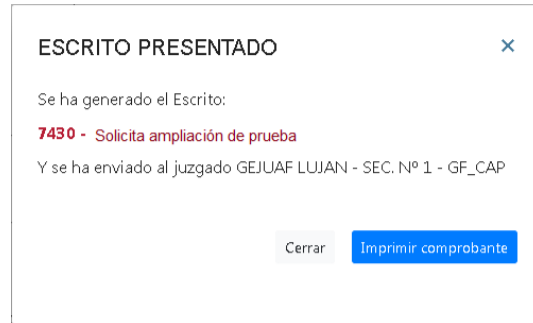 ESCRITO PRESENTADO ×
Se ha generado el Escrito:
7430 - Solicita ampliación de prueba
Y se ha enviado al juzgado GEJUAF LUJAN - SEC. Nº 1 - GF_CAP
Cerrar Imprimir comprobante